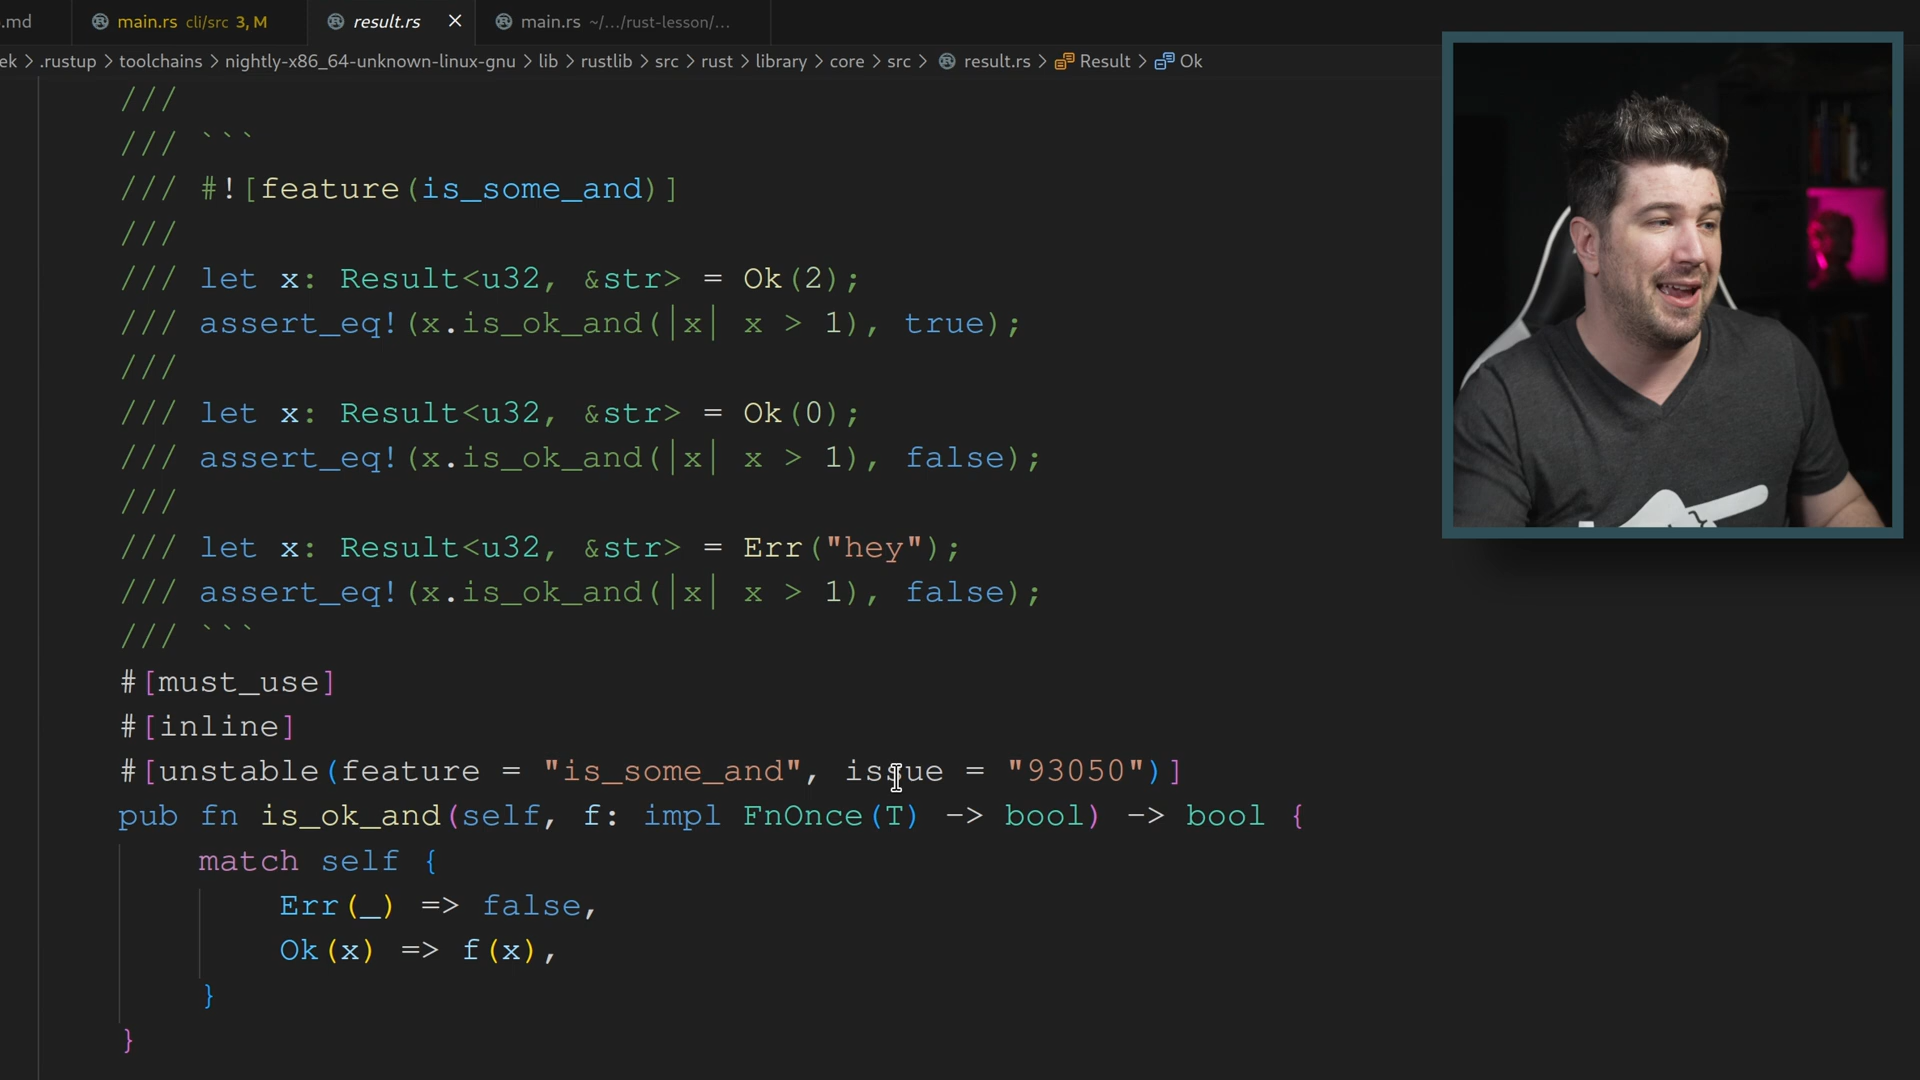 .md
main.rs cli/src 3, M
result.rs
main.rs ~/.../rust-lesson/...
ek > .rustup > toolchains > nightly-x86_64-unknown-linux-gnu > lib > rustlib > src > rust > library > core > src > result.rs > Result > Ok
///
/// ```
/// #![feature(is_some_and)]
///
/// let x: Result<u32, &str> = Ok(2);
/// assert_eq!(x.is_ok_and(|x| x > 1), true);
///
/// let x: Result<u32, &str> = Ok(0);
/// assert_eq!(x.is_ok_and(|x| x > 1), false);
///
/// let x: Result<u32, &str> = Err("hey");
/// assert_eq!(x.is_ok_and(|x| x > 1), false);
/// ```
#[must_use]
#[inline]
#[unstable(feature = "is_some_and", issue = "93050")]
pub fn is_ok_and(self, f: impl FnOnce(T) -> bool) -> bool {
match self {
Err(_) => false,
Ok(x) => f(x),
}
}